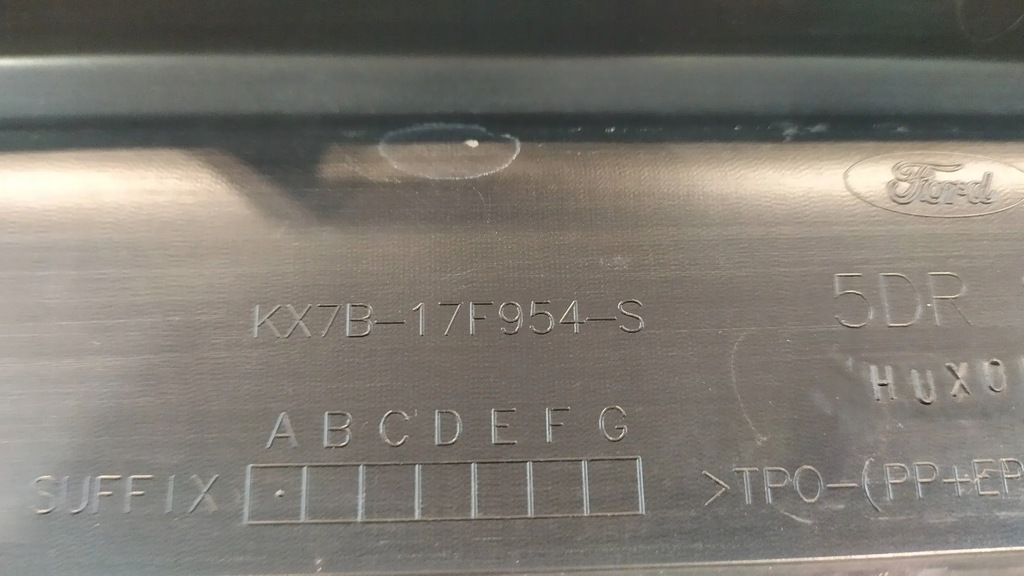 Ford
KX7B-17F954-S
5DR
HUXO
A B C D E F G
SUFFIX
>TPO-(PP+EP